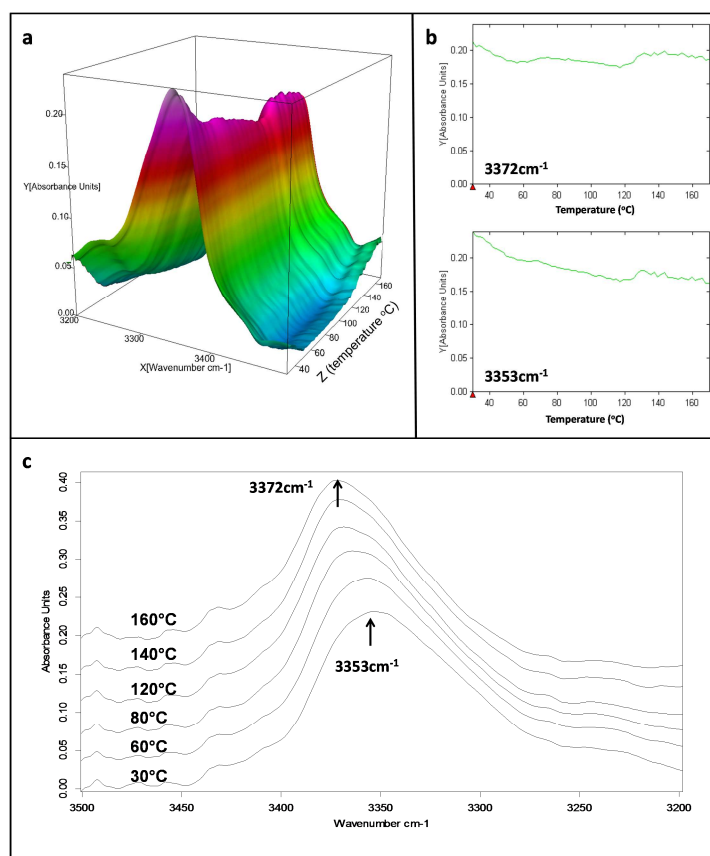 a
0.20
0.15
Y[Absorbance Units]
0.10
0.05
0.00
3200
3300
3400
X[Wavenumber cm-1]
40
60
80
100
120
140
160
Z (temperature ºC)
b
0.20
0.15
0.10
0.05
0.00
Y[Absorbance Units]
3372cm-1
40 60 80 100 120 140 160
Temperature (ºC)
0.20
0.15
0.10
0.05
0.00
Y[Absorbance Units]
3353cm-1
40 60 80 100 120 140 160
Temperature (ºC)
c
0.40
0.35
0.30
0.25
0.20
0.15
0.10
0.05
0.00
Absorbance Units
3372cm-1
3353cm-1
160°C
140°C
120°C
80°C
60°C
30°C
3500 3450 3400 3350 3300 3250 3200
Wavenumber cm-1